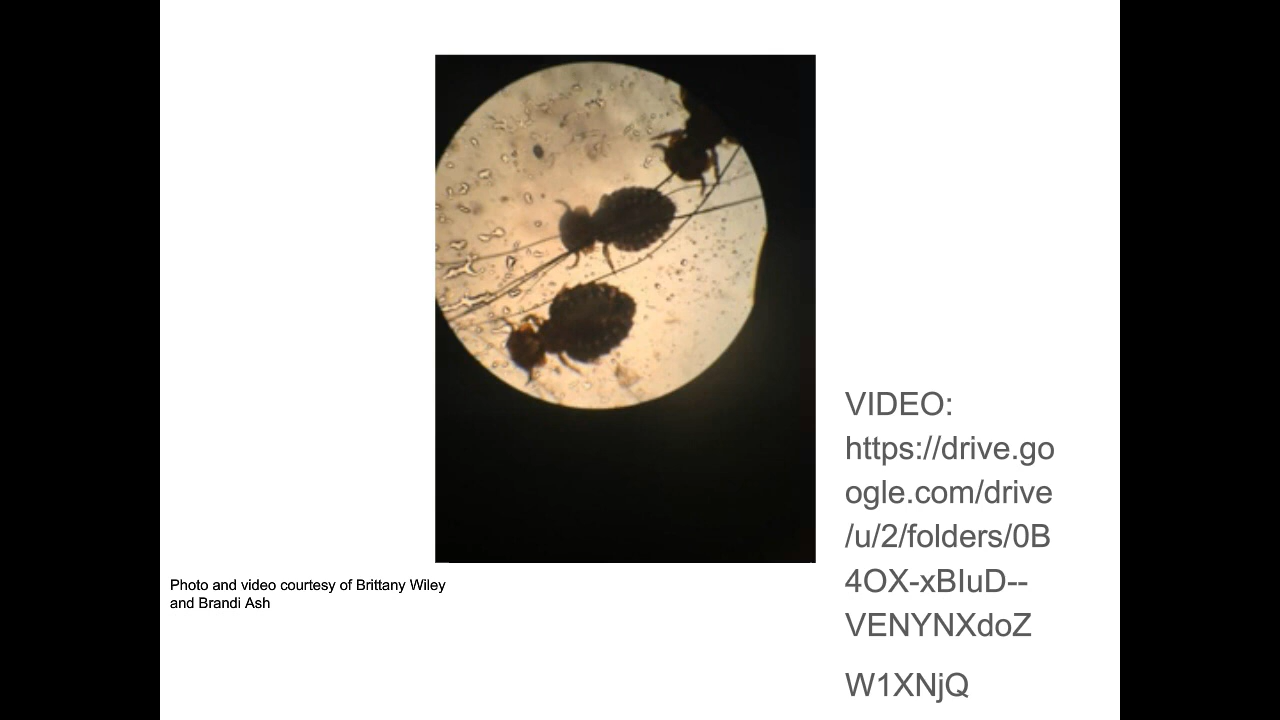 VIDEO:
https://drive.go
ogle.com/drive
/u/2/folders/0B
4OX-xBIuD--
VENYNXdoZ
W1XNjQ
Photo and video courtesy of Brittany Wiley
and Brandi Ash